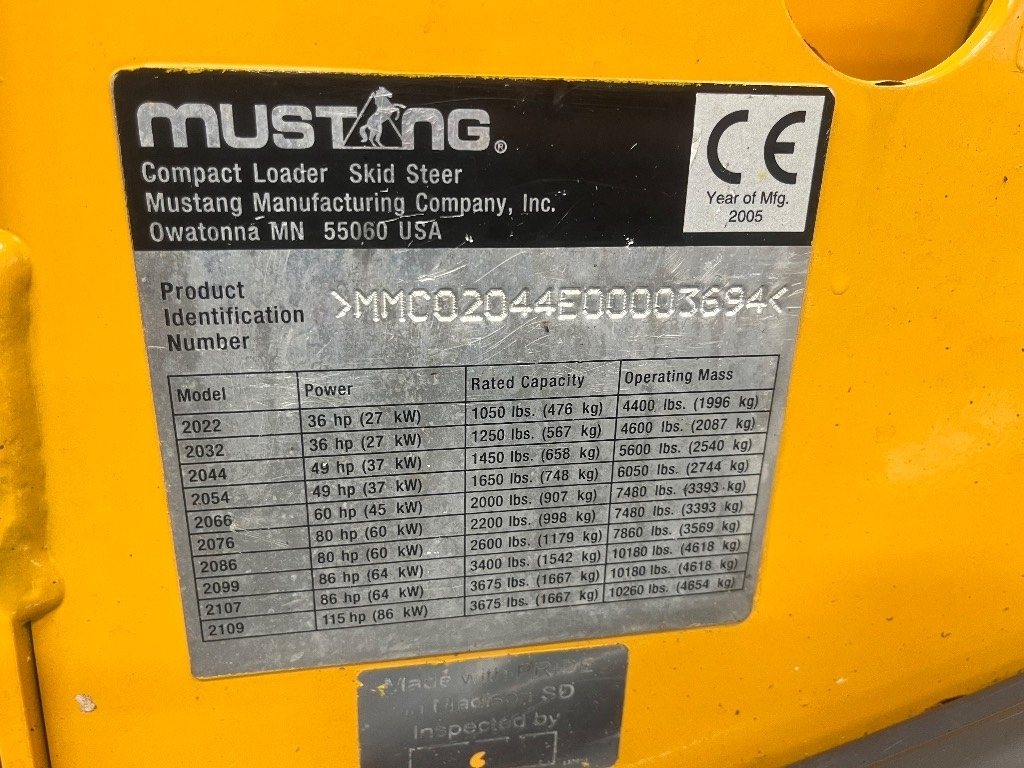 MUSTANG®
Compact Loader Skid Steer
Mustang Manufacturing Company, Inc.
Owatonna MN 55060 USA
CE
Year of Mfg.
2005
Product
Identification
Number
>MMC02044E00003694<
Model Power Rated Capacity Operating Mass
2022 36 hp (27 kW) 1050 lbs. (476 kg) 4400 lbs. (1996 kg)
2032 36 hp (27 kW) 1250 lbs. (567 kg) 4600 lbs. (2087 kg)
2044 49 hp (37 kW) 1450 lbs. (658 kg) 5600 lbs. (2540 kg)
2054 49 hp (37 kW) 1650 lbs. (748 kg) 6050 lbs. (2744 kg)
2066 60 hp (45 kW) 2000 lbs. (907 kg) 7480 lbs. (3393 kg)
2076 80 hp (60 kW) 2200 lbs. (998 kg) 7480 lbs. (3393 kg)
2086 80 hp (60 kW) 2600 lbs. (1179 kg) 7860 lbs. (3569 kg)
2099 86 hp (64 kW) 3400 lbs. (1542 kg) 10180 lbs. (4618 kg)
2107 86 hp (64 kW) 3675 lbs. (1667 kg) 10180 lbs. (4618 kg)
2109 115 hp (86 kW) 3675 lbs. (1667 kg) 10260 lbs. (4654 kg)
Made with PRIDE
in Madison SD
Inspected by
6